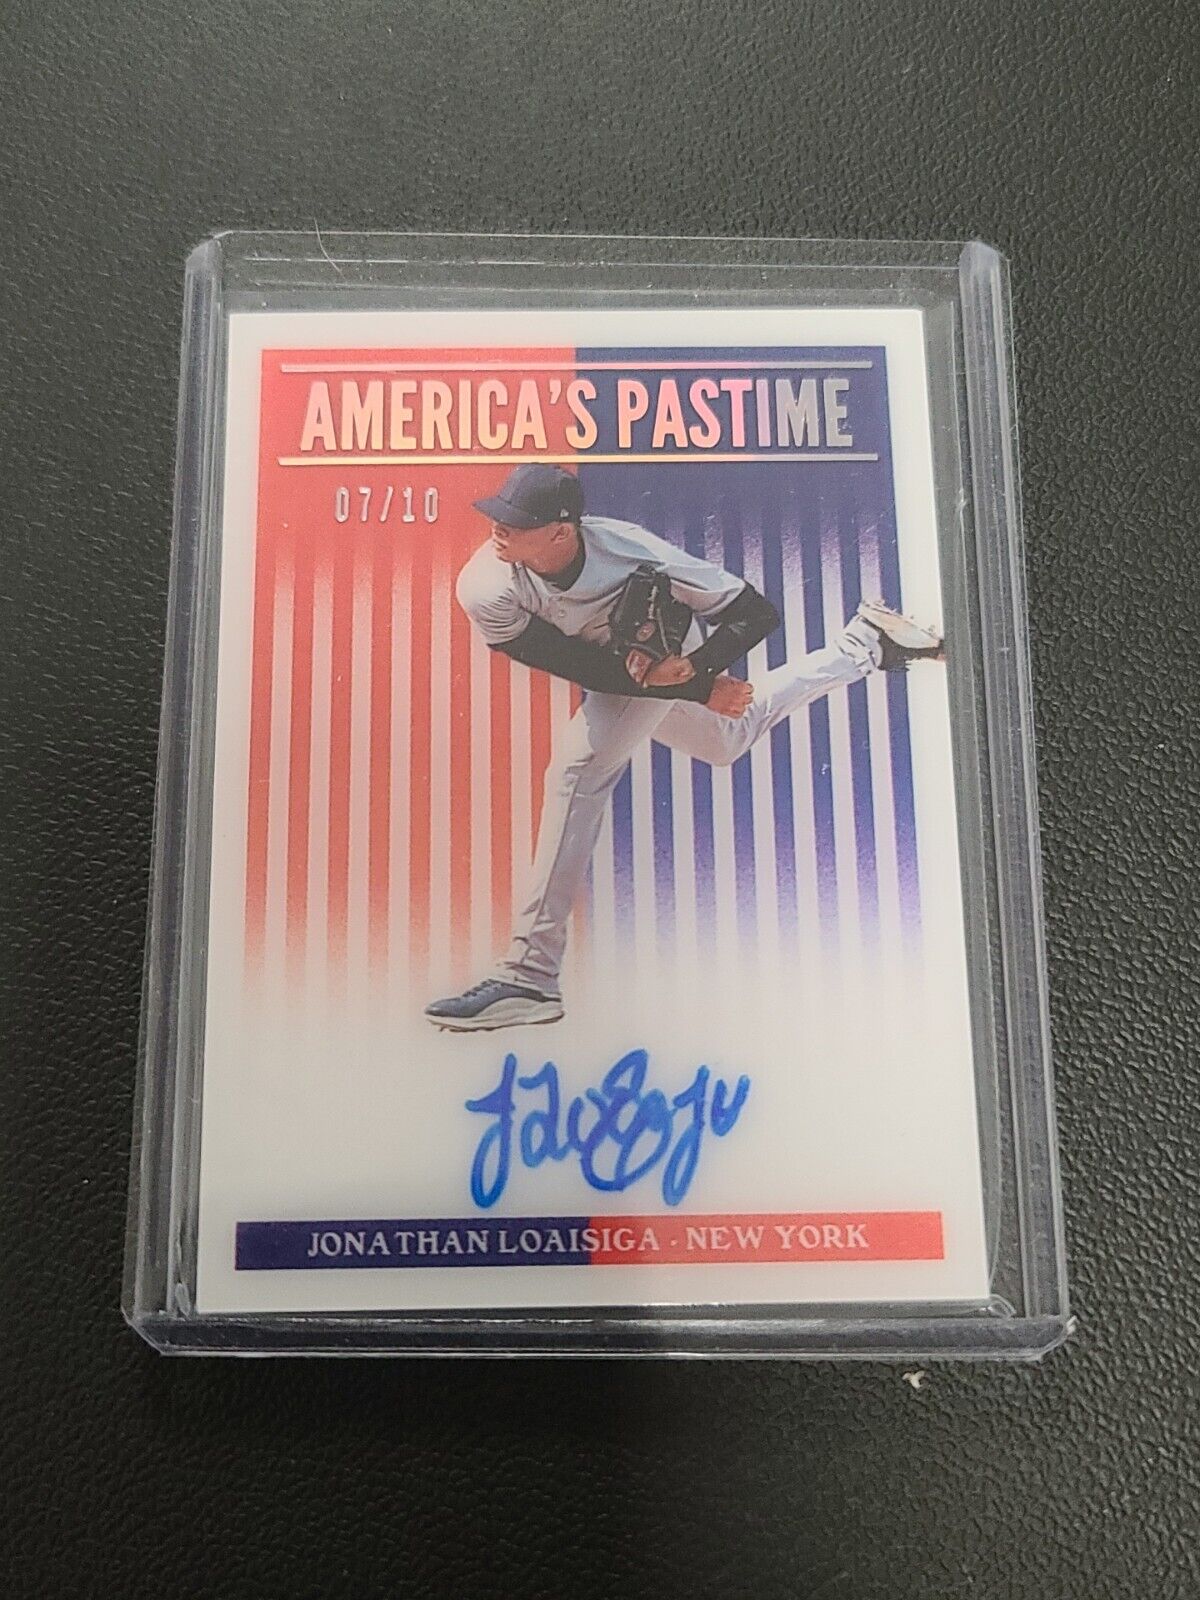 AMERICA'S PASTIME
07/10
JONATHAN LOAISIGA · NEW YORK